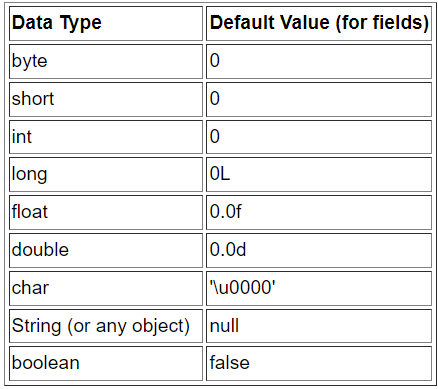 Data Type Default Value (for fields)
byte 0
short 0
int 0
long 0L
float 0.0f
double 0.0d
char '\u0000'
String (or any object) null
boolean false